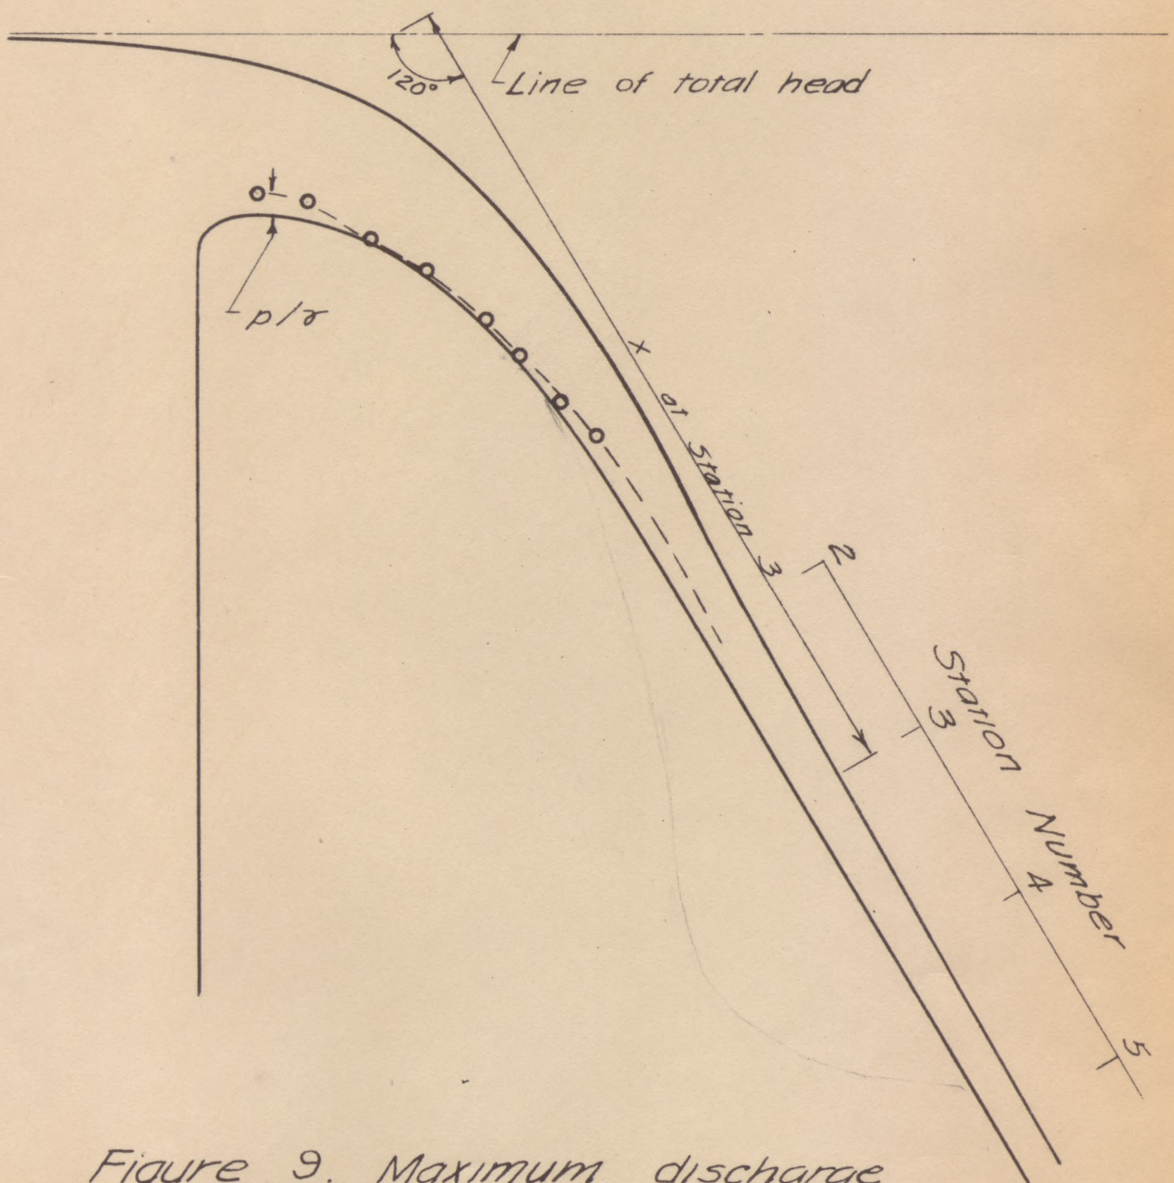 120°
Line of total head
p/γ
x at Station 3
2
3
4
5
Station Number
Figure 9. Maximum discharge